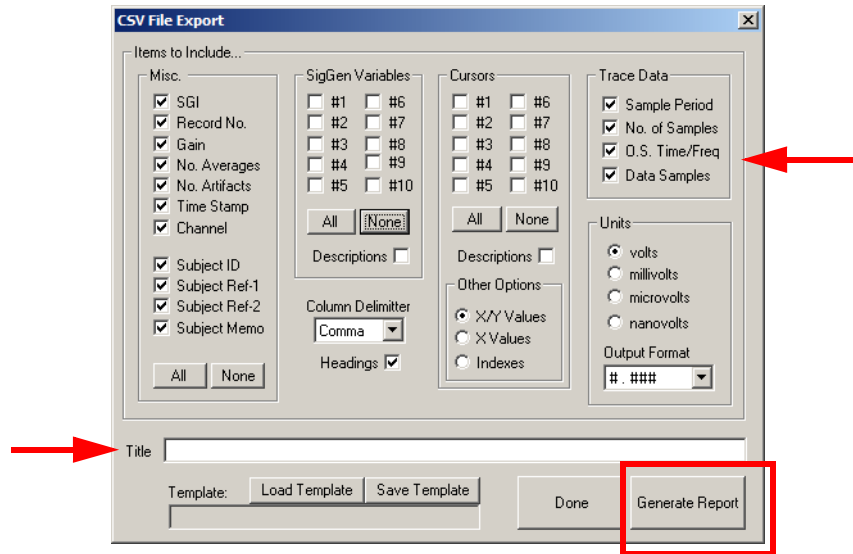 CSV File Export
Items to Include...
Misc.
SGI
Record No.
Gain
No. Averages
No. Artifacts
Time Stamp
Channel
Subject ID
Subject Ref-1
Subject Ref-2
Subject Memo
All None
SigGen Variables
#1 #6
#2 #7
#3 #8
#4 #9
#5 #10
All None
Descriptions
Column Delimitter
Comma
Headings
Cursors
#1 #6
#2 #7
#3 #8
#4 #9
#5 #10
All None
Descriptions
Other Options
X/Y Values
X Values
Indexes
Trace Data
Sample Period
No. of Samples
O.S. Time/Freq
Data Samples
Units
volts
millivolts
microvolts
nanovolts
Output Format
# . ###
Title
Template: Load Template Save Template
Done Generate Report